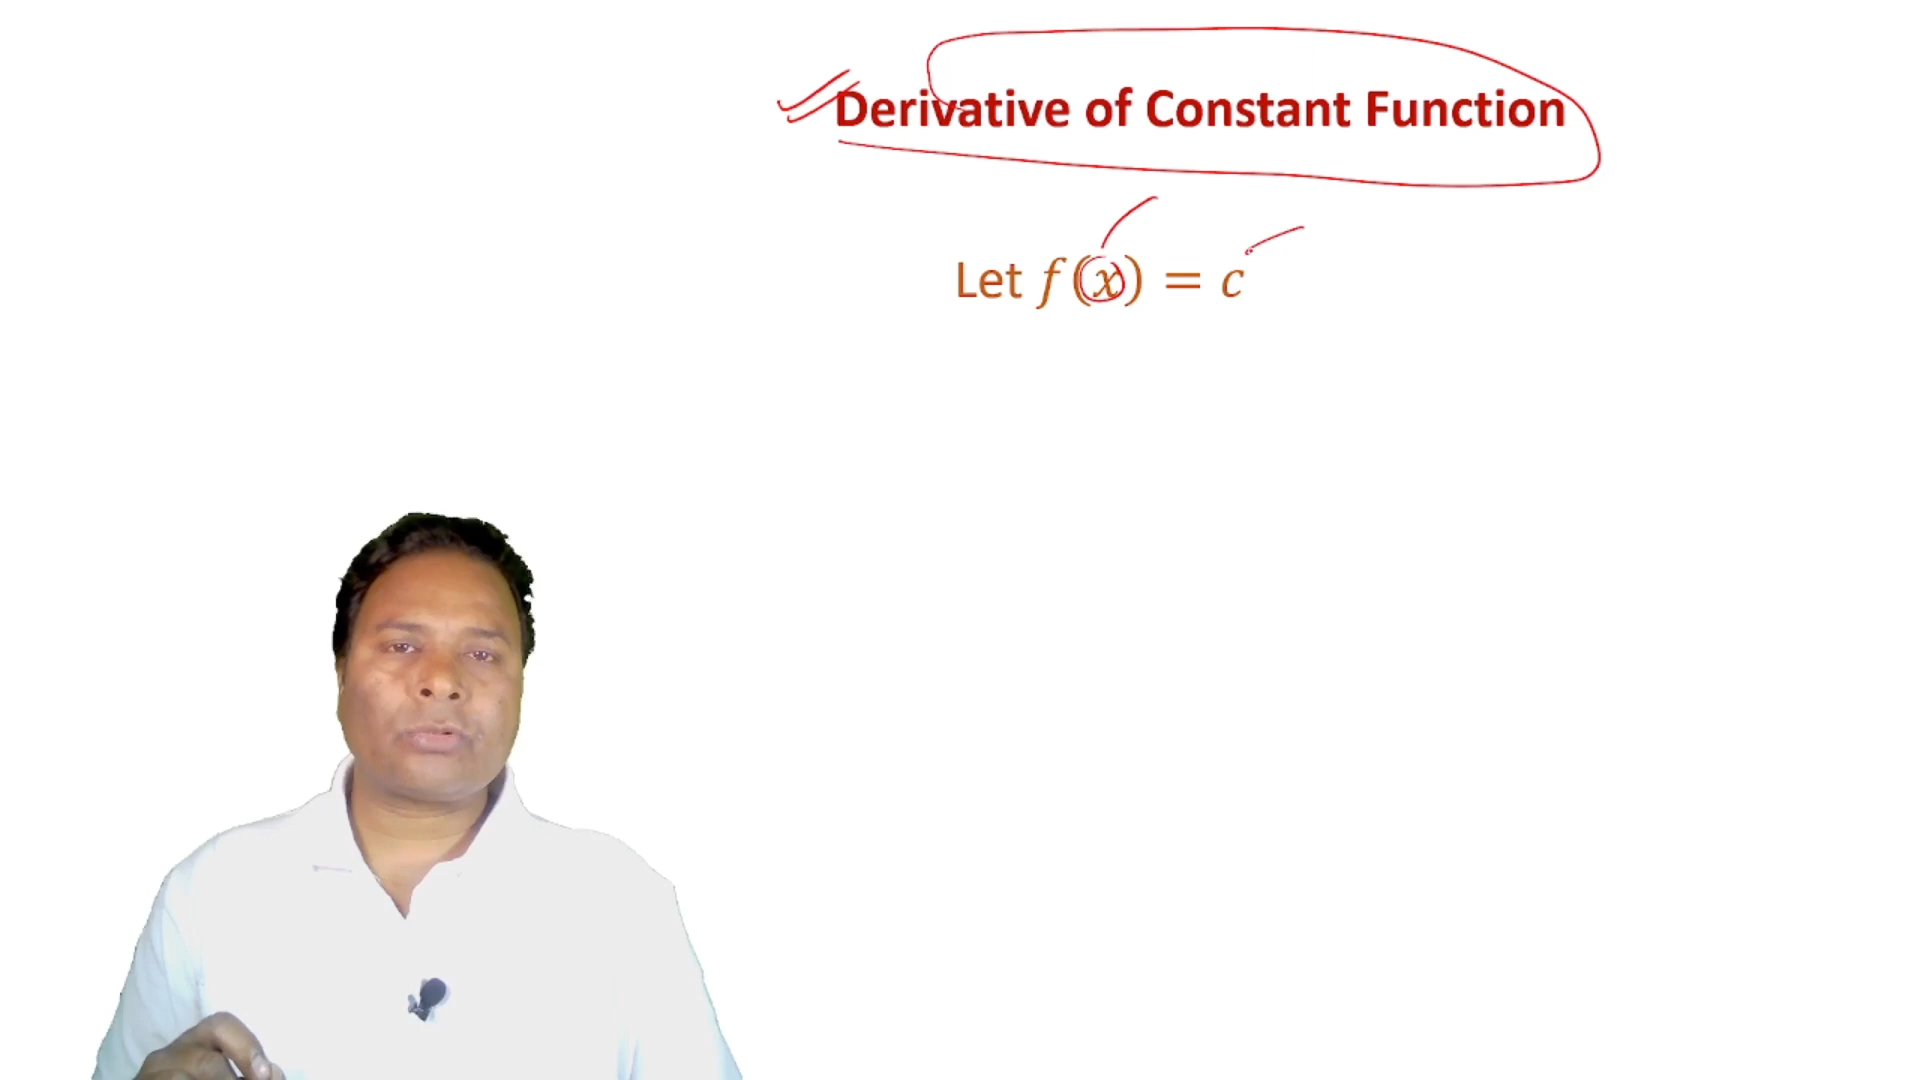 Derivative of Constant Function
Let f(x) = c